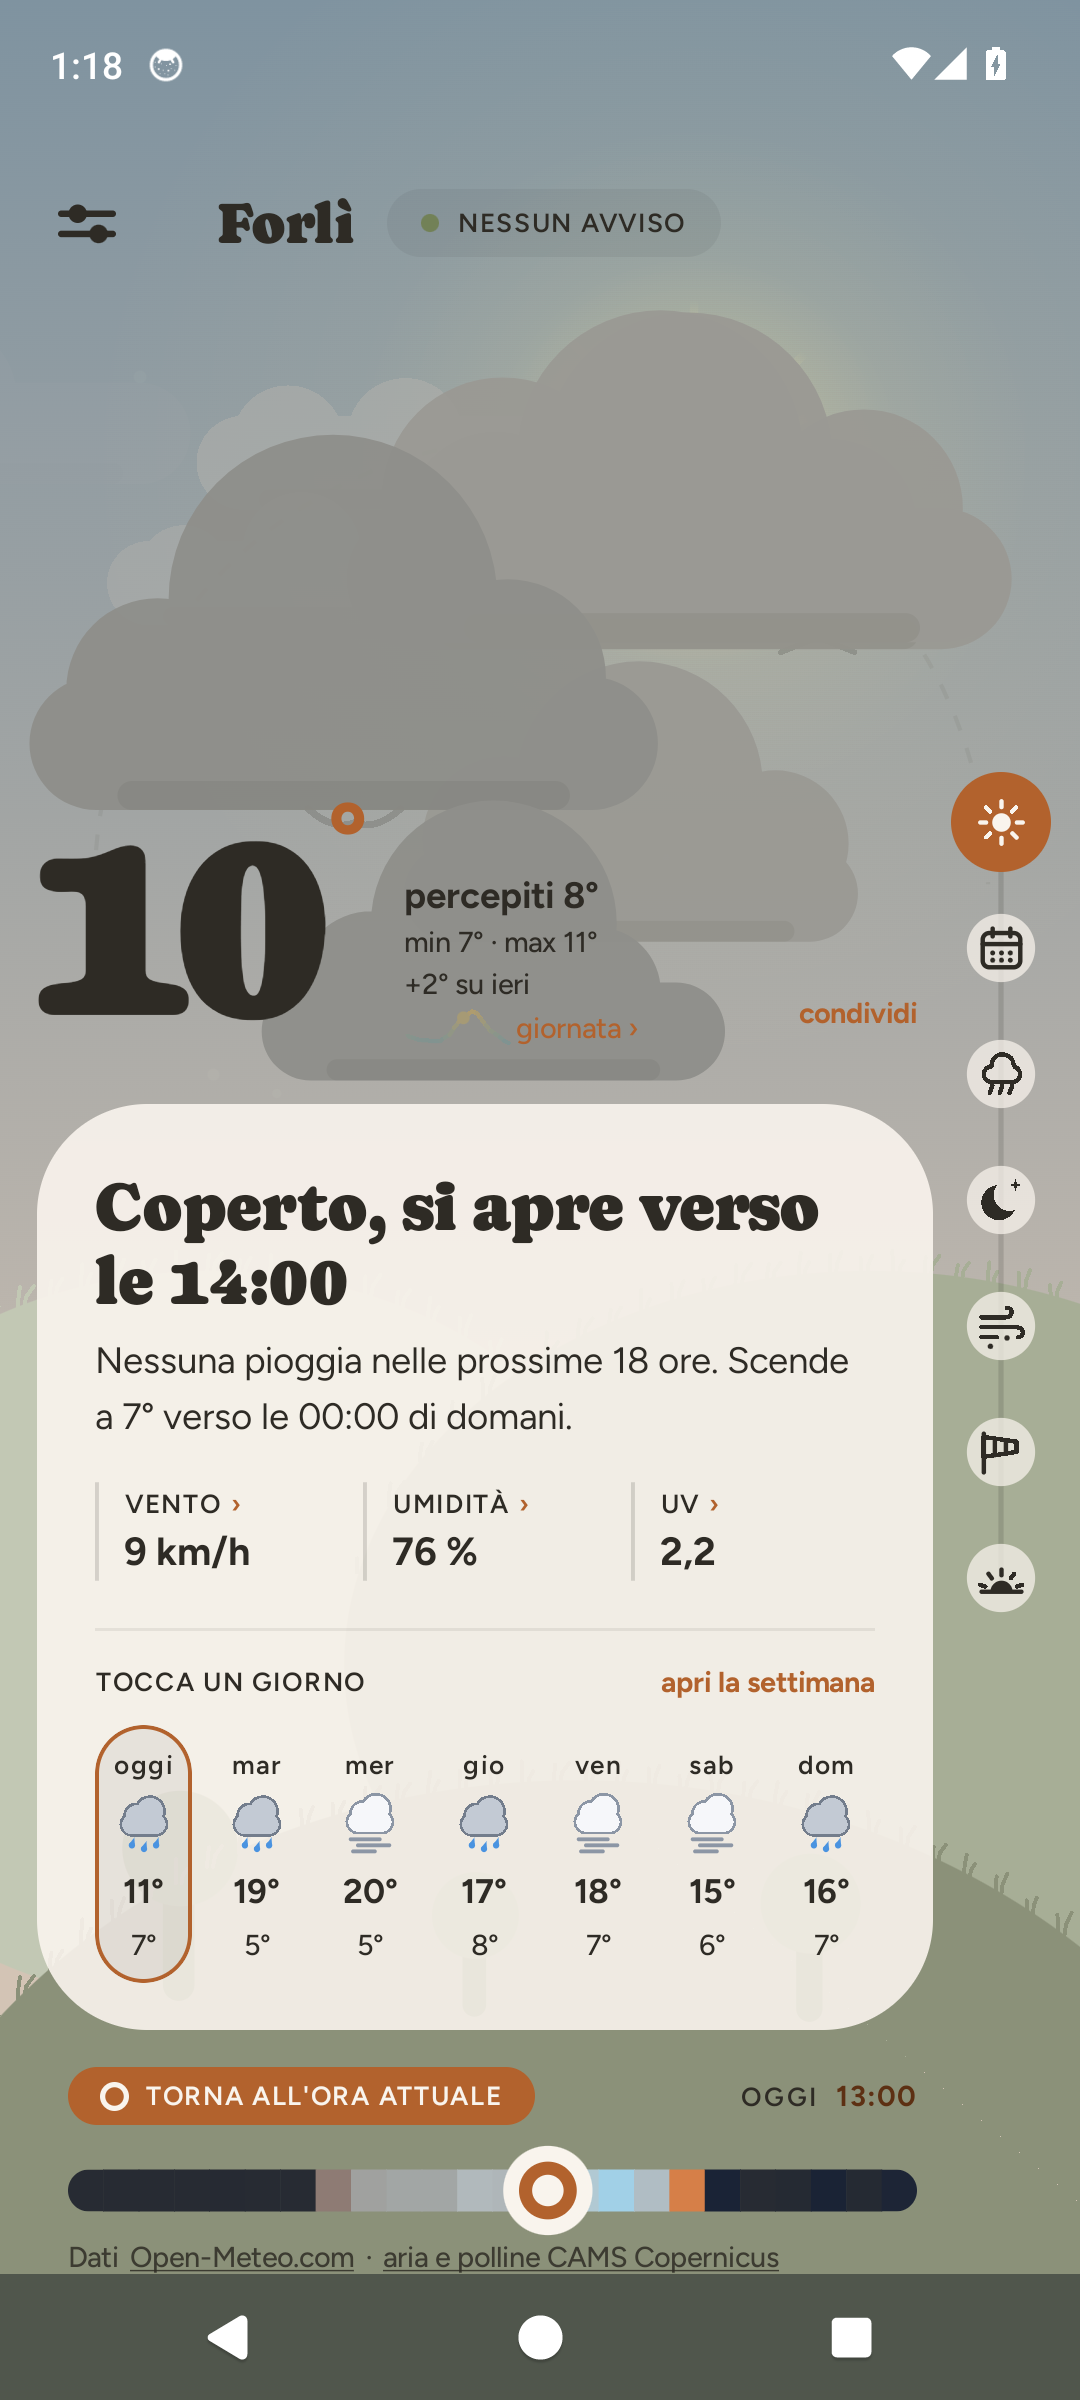 1:18
Forlì
NESSUN AVVISO
10°
percepiti 8°
min 7° · max 11°
+2° su ieri
giornata ›
condividi
Coperto, si apre verso
le 14:00
Nessuna pioggia nelle prossime 18 ore. Scende
a 7° verso le 00:00 di domani.
VENTO › UMIDITÀ › UV ›
9 km/h 76 % 2,2
TOCCA UN GIORNO apri la settimana
oggi mar mer gio ven sab dom
11° 19° 20° 17° 18° 15° 16°
7° 5° 5° 8° 7° 6° 7°
TORNA ALL'ORA ATTUALE OGGI 13:00
Dati Open-Meteo.com · aria e polline CAMS Copernicus